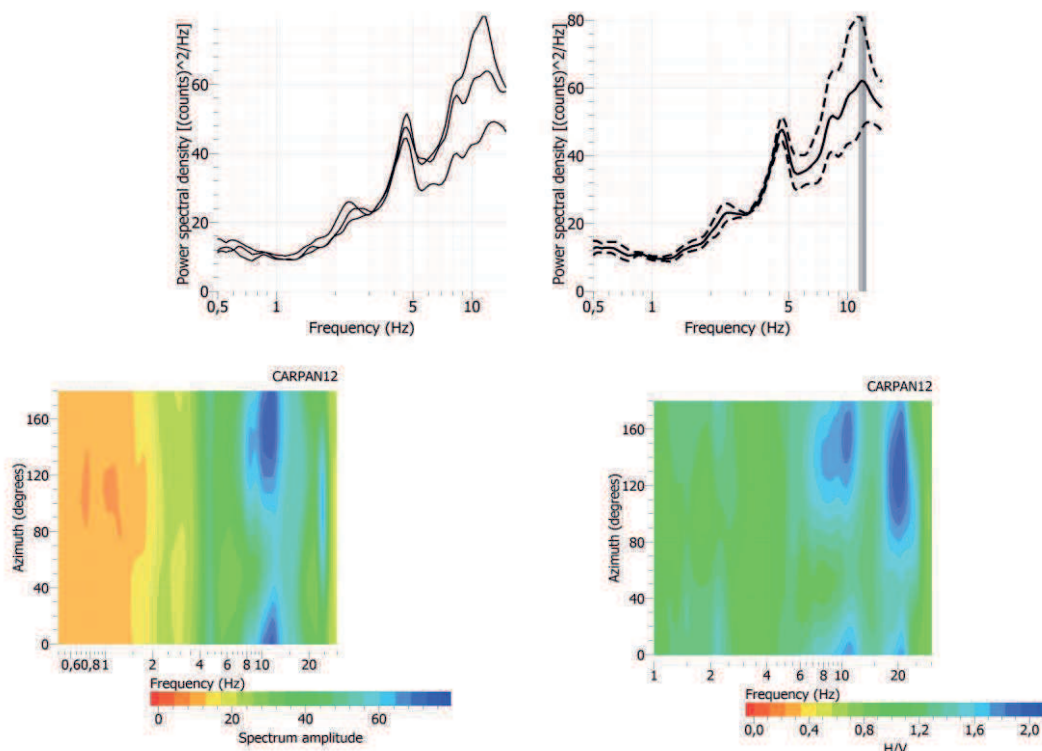 Power spectral density [(counts)^2/Hz]
60
40
20
0
0,5 1 5 10
Frequency (Hz)
Power spectral density [(counts)^2/Hz]
80
60
40
20
0
0,5 1 5 10
Frequency (Hz)
CARPAN12
Azimuth (degrees)
160
120
80
40
0
0,60,81 2 4 6 8 10 20
Frequency (Hz)
0 20 40 60
Spectrum amplitude
CARPAN12
Azimuth (degrees)
160
120
80
40
0
1 2 4 6 8 10 20
Frequency (Hz)
0,0 0,4 0,8 1,2 1,6 2,0
H/V